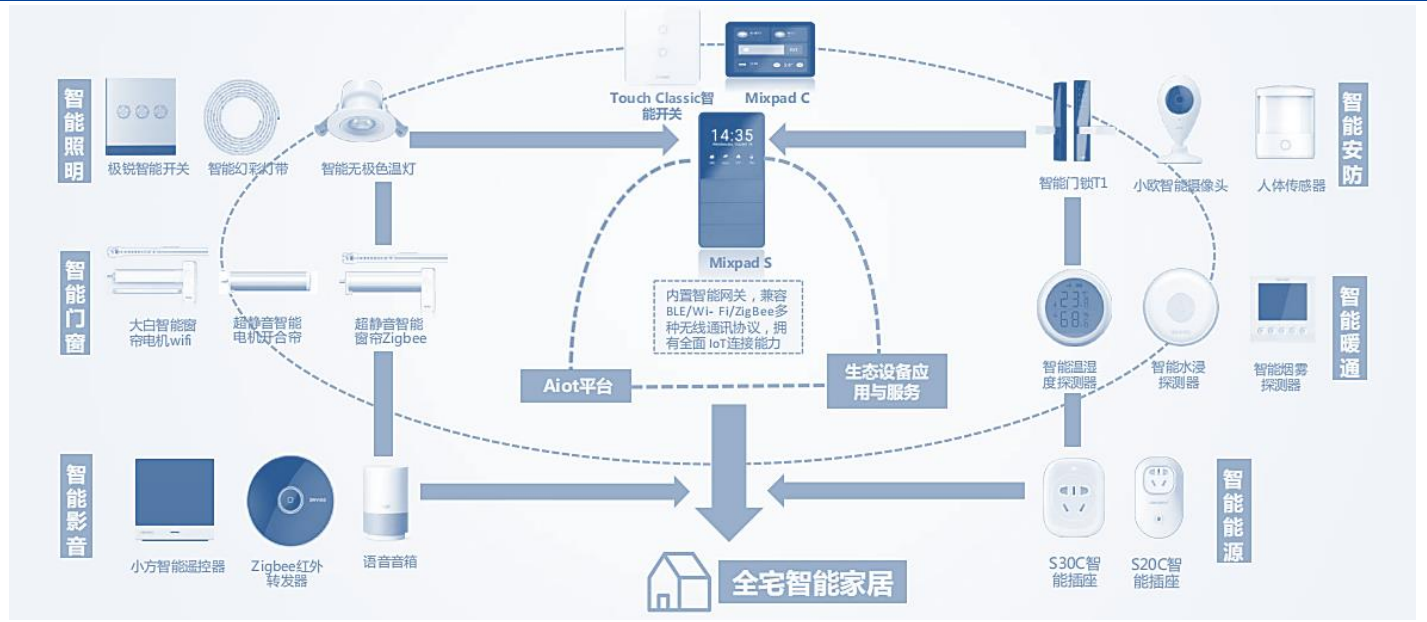 Touch Classic智
能开关
Mixpad C
智能照明
极锐智能开关
智能幻彩灯带
智能无极色温灯
14:35
Mixpad S
内置智能网关，兼容
BLE/Wi- Fi/ZigBee多
种无线通讯协议，拥
有全面 IoT连接能力
智能门锁T1
小欧智能摄像头
人体传感器
智能安防
智能门窗
大白智能窗
帘电机wifi
超静音智能
电机开合帘
超静音智能
窗帘Zigbee
Aiot平台
生态设备应
用与服务
智能温湿
度探测器
智能水浸
探测器
智能烟雾
探测器
智能暖通
智能影音
小方智能遥控器
Zigbee红外
转发器
语音音箱
S30C智
能插座
S20C智
能插座
智能能源
全宅智能家居